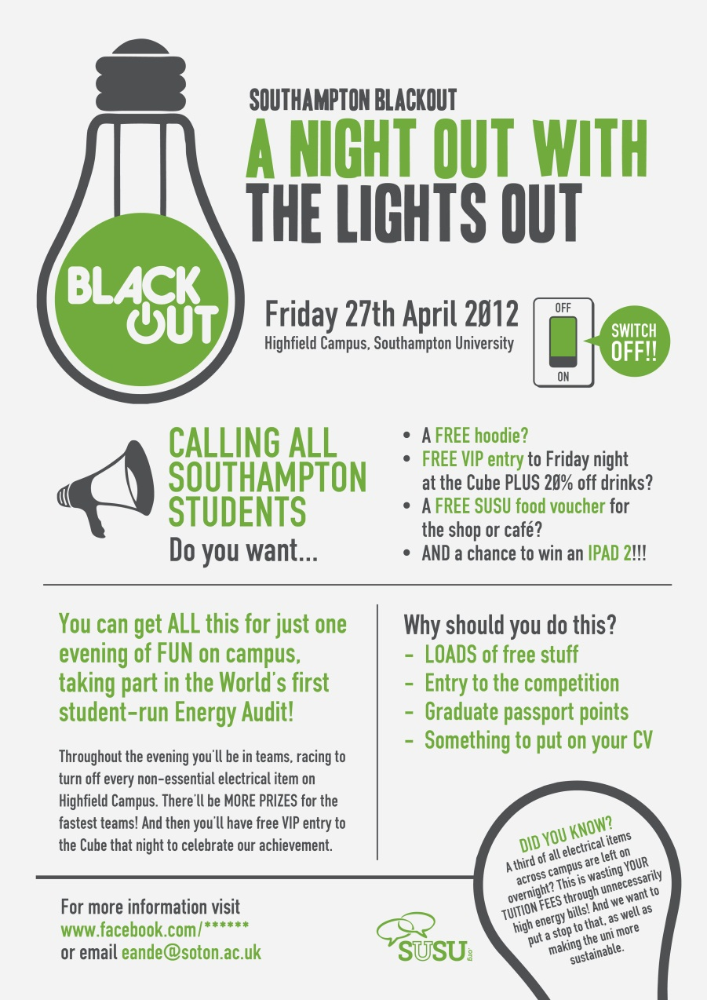 SOUTHAMPTON BLACKOUT
A NIGHT OUT WITH
THE LIGHTS OUT
BLACK
OUT
Friday 27th April 2012
Highfield Campus, Southampton University
OFF
ON
SWITCH
OFF!!
CALLING ALL
SOUTHAMPTON
STUDENTS
Do you want...
• A FREE hoodie?
• FREE VIP entry to Friday night
at the Cube PLUS 20% off drinks?
• A FREE SUSU food voucher for
the shop or café?
• AND a chance to win an IPAD 2!!!
You can get ALL this for just one
evening of FUN on campus,
taking part in the World's first
student-run Energy Audit!
Throughout the evening you'll be in teams, racing to
turn off every non-essential electrical item on
Highfield Campus. There'll be MORE PRIZES for the
fastest teams! And then you'll have free VIP entry to
the Cube that night to celebrate our achievement.
Why should you do this?
- LOADS of free stuff
- Entry to the competition
- Graduate passport points
- Something to put on your CV
DID YOU KNOW?
A third of all electrical items
across campus are left on
overnight? This is wasting YOUR
TUITION FEES through unnecessarily
high energy bills! And we want to
put a stop to that, as well as
making the uni more
sustainable.
For more information visit
www.facebook.com/******
or email eande@soton.ac.uk
SUSU.org